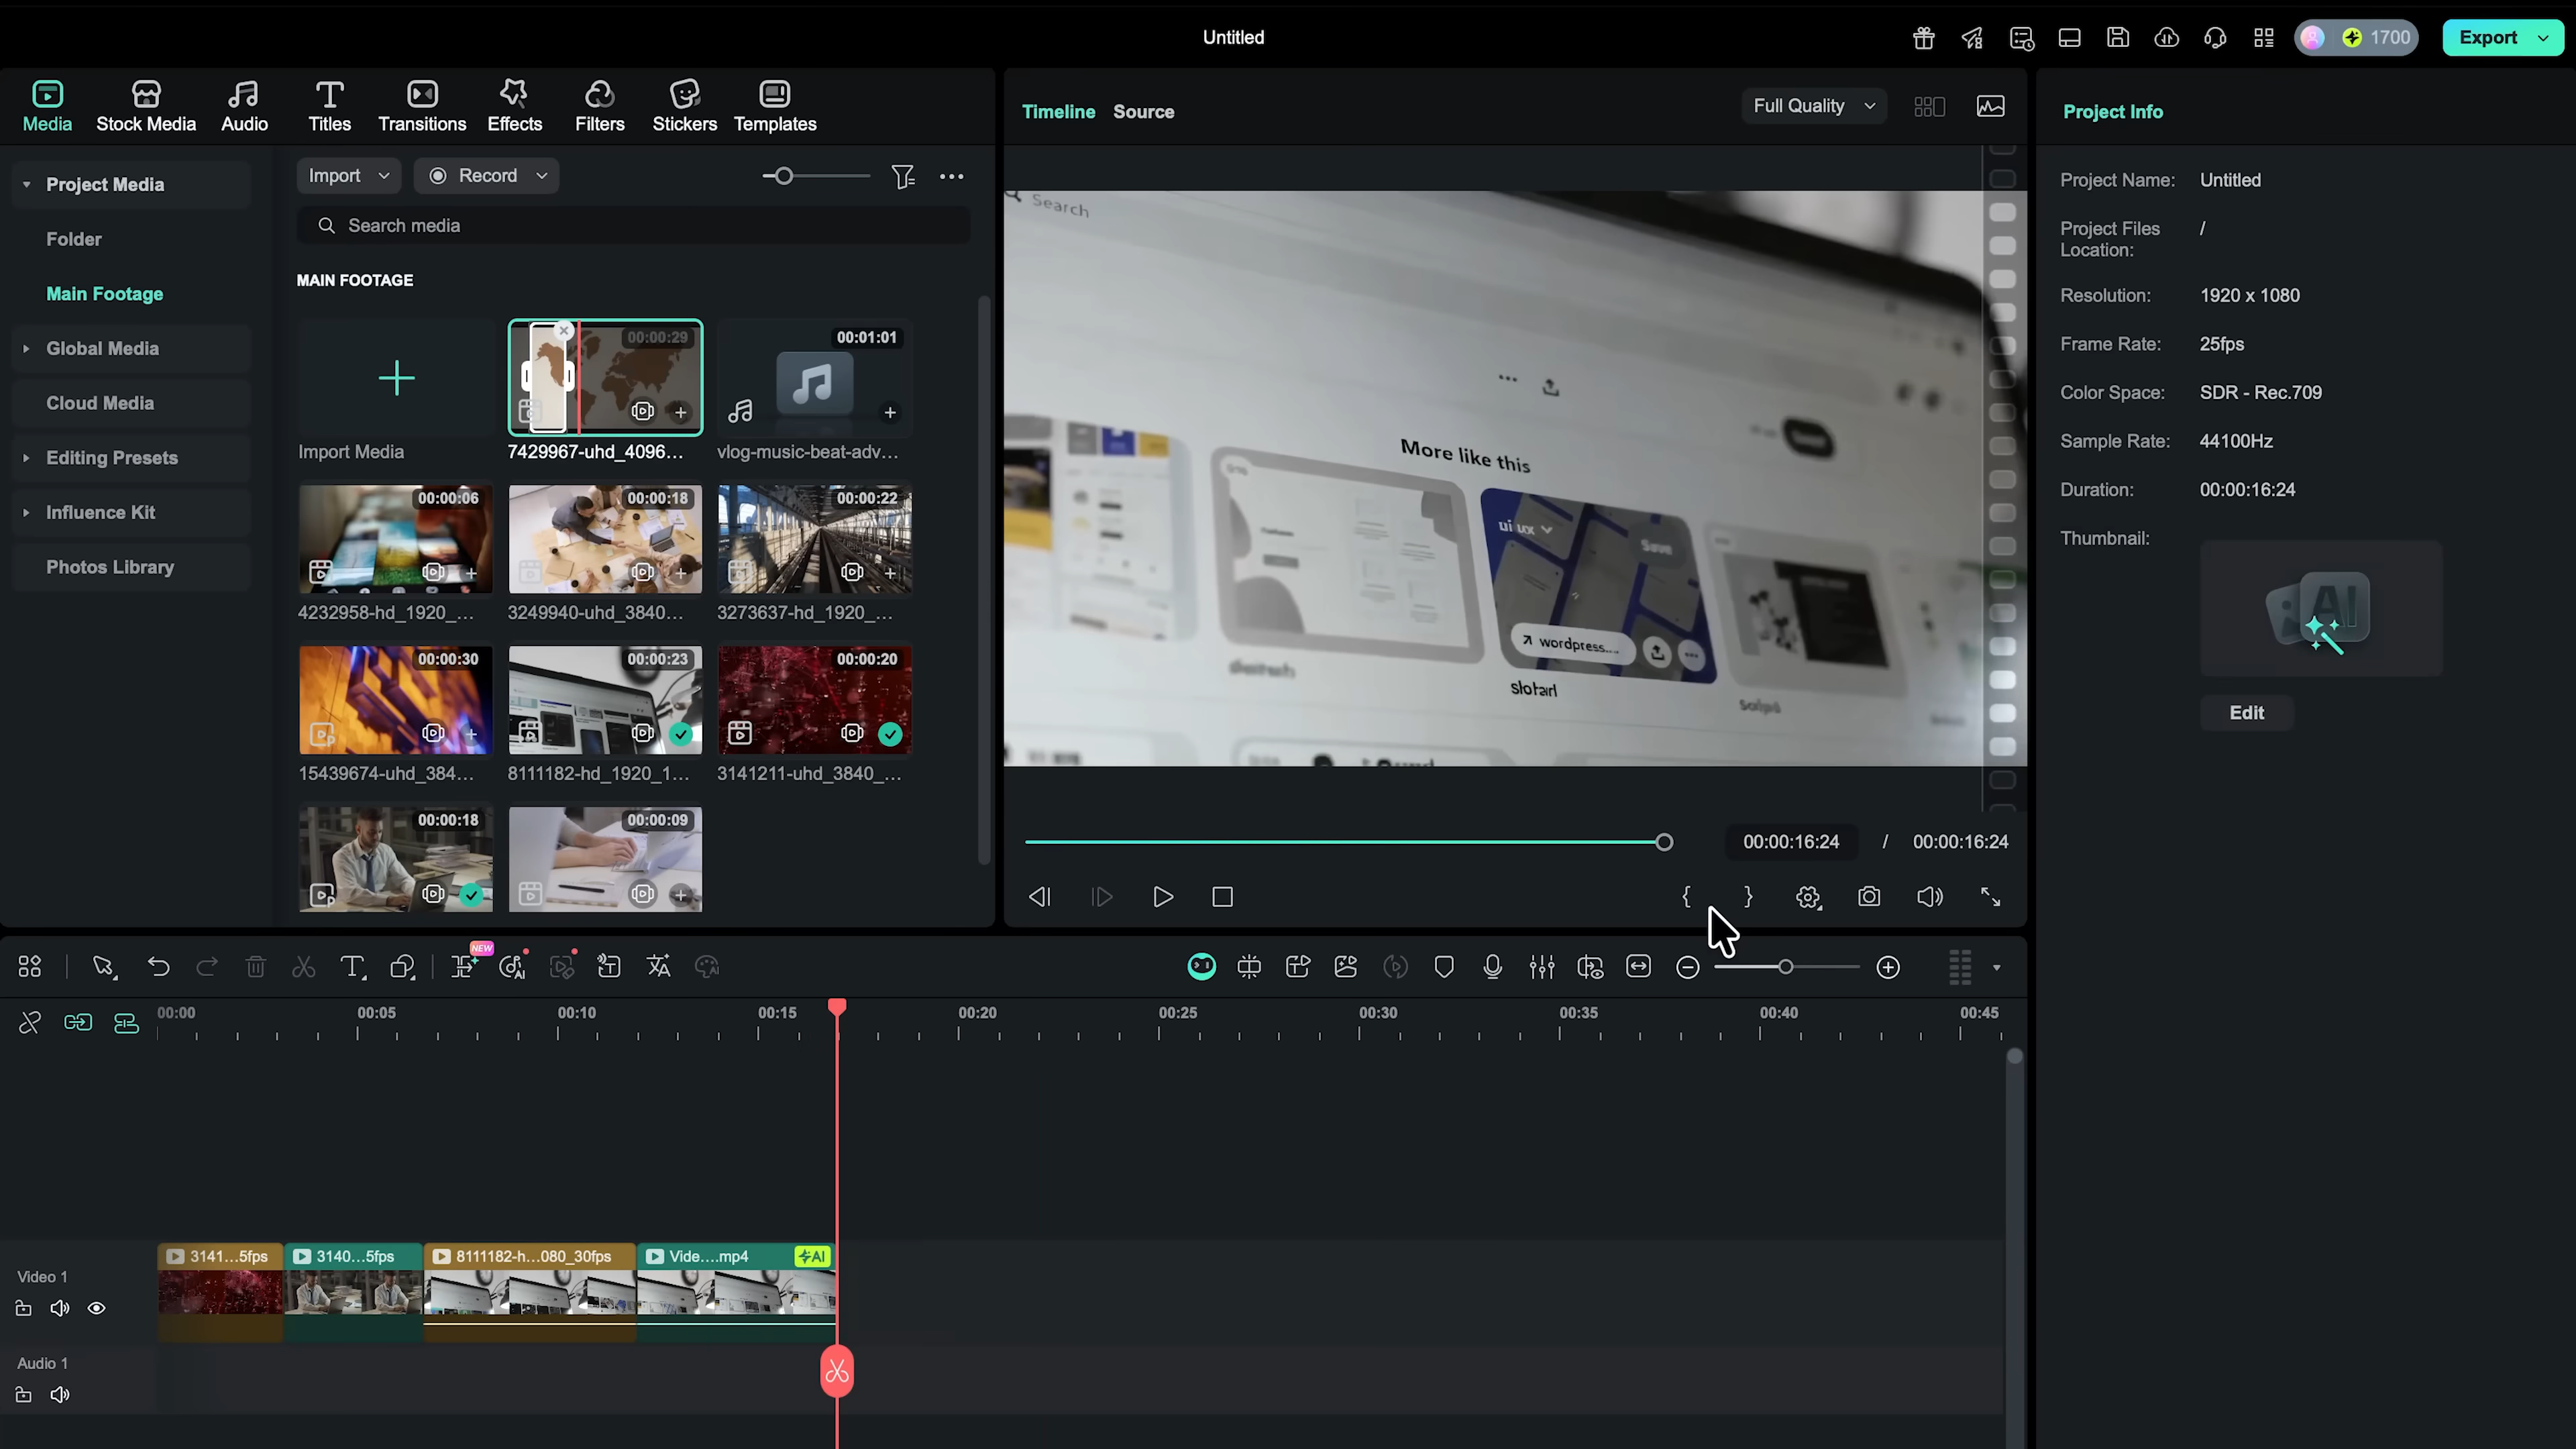 Untitled
1700
Export
Media
Stock Media
Audio
Titles
Transitions
Effects
Filters
Stickers
Templates
Timeline
Source
Full Quality
Project Info
Project Media
Folder
Main Footage
Global Media
Cloud Media
Editing Presets
Influence Kit
Photos Library
Import
Record
Search media
MAIN FOOTAGE
00:00:29
00:01:01
Import Media
7429967-uhd_4096...
vlog-music-beat-adv...
00:00:06
00:00:18
00:00:22
4232958-hd_1920_...
3249940-uhd_3840...
3273637-hd_1920_...
00:00:30
00:00:23
00:00:20
15439674-uhd_384...
8111182-hd_1920_1...
3141211-uhd_3840_...
00:00:18
00:00:09
Search
More like this
ui ux
Save
wordpress....
00:00:16:24 / 00:00:16:24
{ }
Project Name: Untitled
Project Files Location: /
Resolution: 1920 x 1080
Frame Rate: 25fps
Color Space: SDR - Rec.709
Sample Rate: 44100Hz
Duration: 00:00:16:24
Thumbnail:
AI
Edit
NEW
00:00
00:05
00:10
00:15
00:20
00:25
00:30
00:35
00:40
00:45
Video 1
3141...5fps
3140...5fps
8111182-h...080_30fps
Vide....mp4
AI
Audio 1